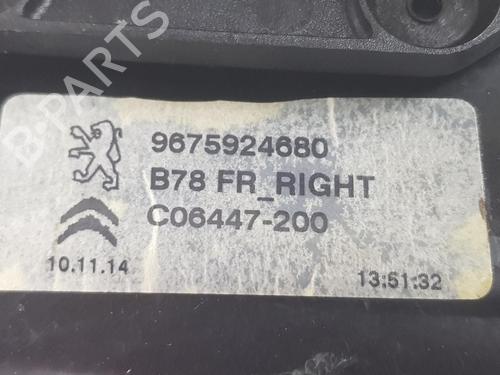 R-PARTS
9675924680
B78 FR_RIGHT
C06447-200
10.11.14
13:51:32